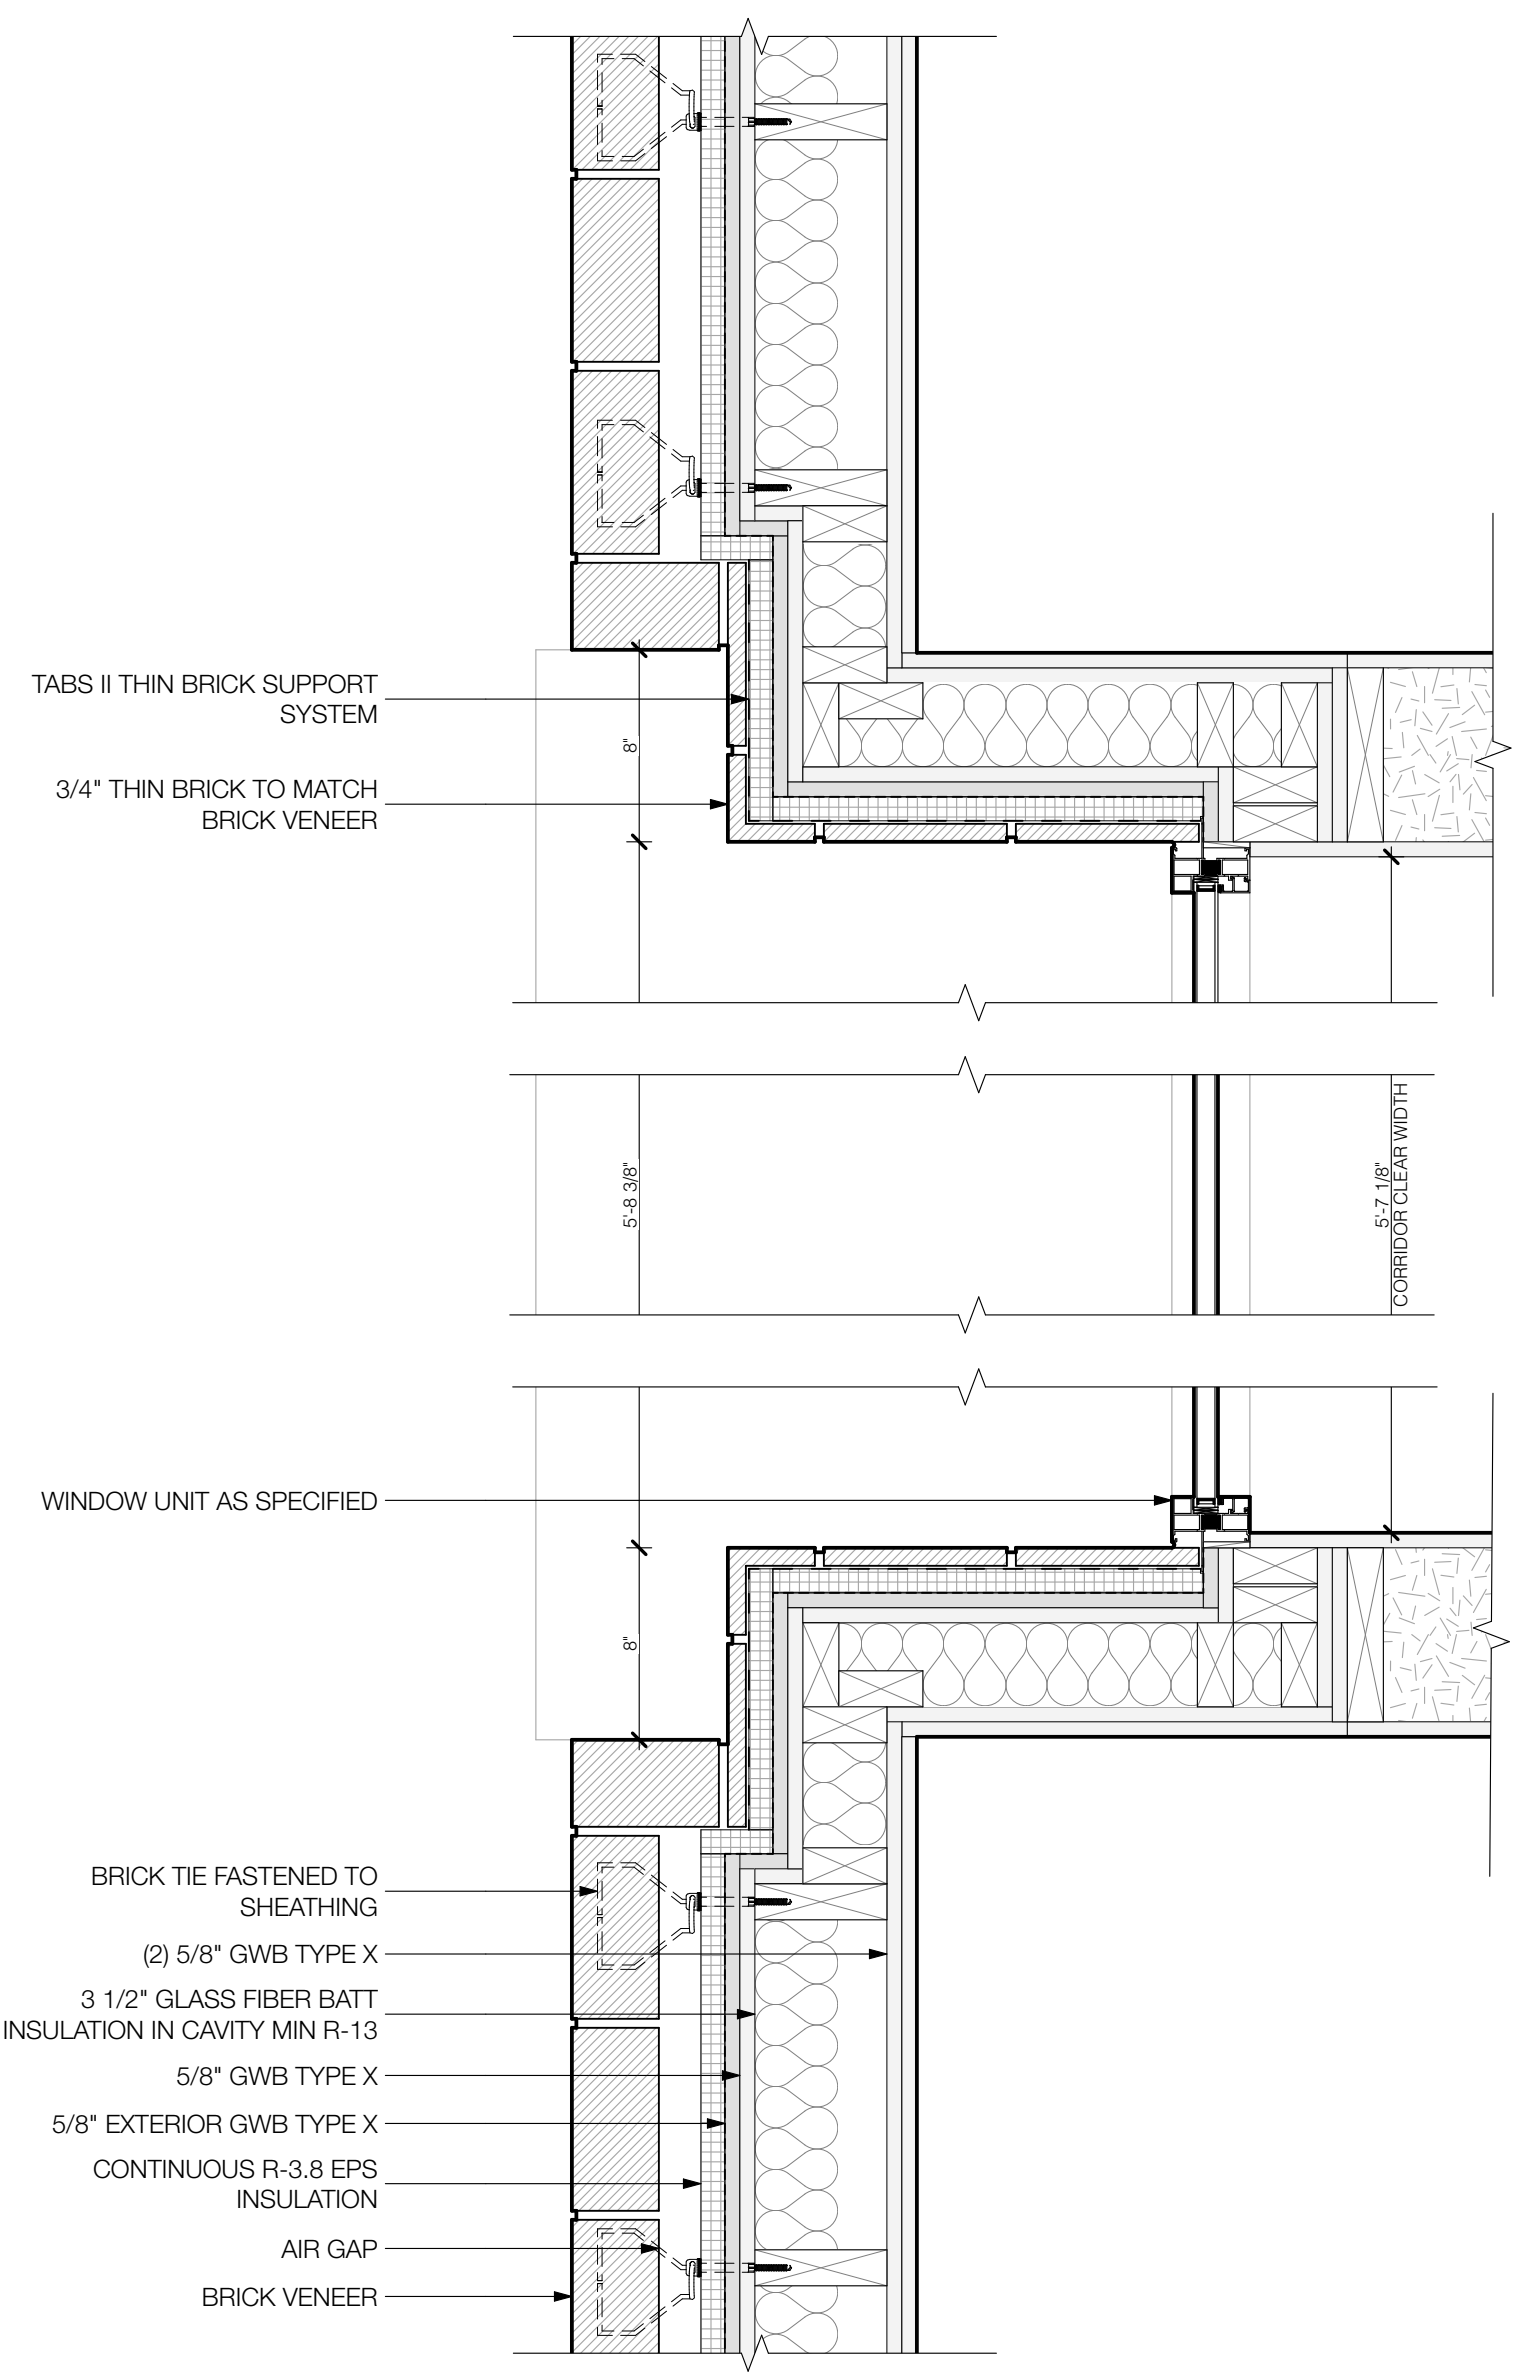 TABS II THIN BRICK SUPPORT
SYSTEM
8"
3/4" THIN BRICK TO MATCH
BRICK VENEER
5'-8 3/8"
5'-7 1/8"
CORRIDOR CLEAR WIDTH
WINDOW UNIT AS SPECIFIED
8"
BRICK TIE FASTENED TO
SHEATHING
(2) 5/8" GWB TYPE X
3 1/2" GLASS FIBER BATT
INSULATION IN CAVITY MIN R-13
5/8" GWB TYPE X
5/8" EXTERIOR GWB TYPE X
CONTINUOUS R-3.8 EPS
INSULATION
AIR GAP
BRICK VENEER